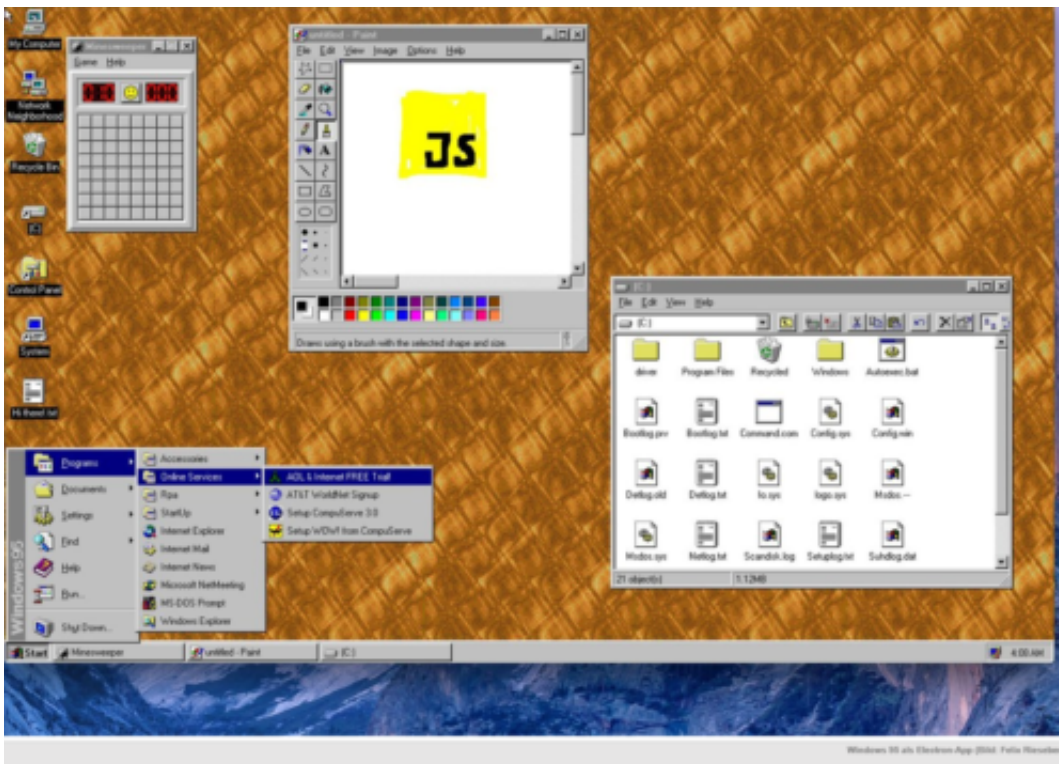 My Computer
Network
Neighborhood
Recycle Bin
(C:)
Control Panel
System
Hi there!.txt
Minesweeper
Game Help
untitled - Paint
File Edit View Image Options Help
A
JS
Draws using a brush with the selected shape and size.
(C:)
File Edit View Help
(C:)
driver Program Files Recycled Windows Autoexec.bat
Bootlog.prv Bootlog.txt Command.com Config.sys Config.win
Detlog.old Detlog.txt Io.sys logo.sys Msdos.---
Msdos.sys Netlog.txt Scandisk.log Setuplog.txt Suhdlog.dat
21 object(s) 1.12MB
Windows95
Programs
Documents
Settings
Find
Help
Run...
Shut Down...
Accessories
Online Services
StartUp
Internet Explorer
Internet Mail
Internet News
Microsoft NetMeeting
MS-DOS Prompt
Windows Explorer
AOL & Internet FREE Trial!
AT&T WorldNet Signup
Setup CompuServe 3.0
Setup WOW! from CompuServe
Start Minesweeper untitled - Paint (C:) 4:00 AM
Windows 95 als Electron-App (Bild: Felix